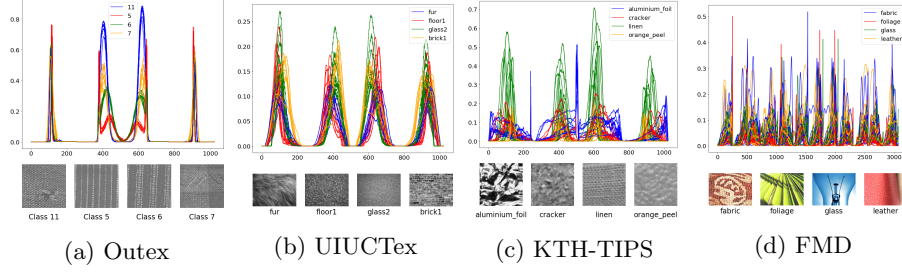 0.8
0.6
0.4
0.2
0.0
0 200 400 600 800 1000
11
5
6
7
Class 11 Class 5 Class 6 Class 7
(a) Outex
0.25
0.20
0.15
0.10
0.05
0.00
0 200 400 600 800 1000
fur
floor1
glass2
brick1
fur floor1 glass2 brick1
(b) UIUCTex
0.6
0.5
0.4
0.3
0.2
0.1
0.0
0 200 400 600 800 1000
aluminium_foil
cracker
linen
orange_peel
aluminium_foil cracker linen orange_peel
(c) KTH-TIPS
0.5
0.4
0.3
0.2
0.1
0.0
0 500 1000 1500 2000 2500 3000
fabric
foliage
glass
leather
fabric foliage glass leather
(d) FMD